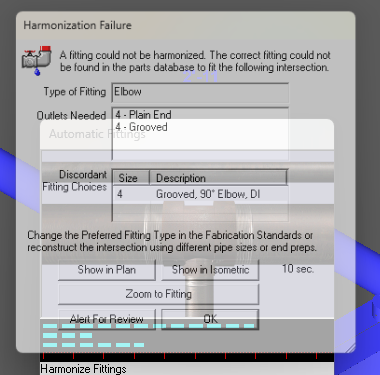 Harmonization Failure
A fitting could not be harmonized. The correct fitting could not
be found in the parts database to fit the following intersection.
Type of Fitting Elbow
Outlets Needed 4 - Plain End
4 - Grooved
Automatic Fittings
Discordant Size Description
Fitting Choices 4 Grooved, 90° Elbow, DI
Change the Preferred Fitting Type in the Fabrication Standards or
reconstruct the intersection using different pipe sizes or end preps.
Show in Plan Show in Isometric 10 sec.
Zoom to Fitting
Alert For Review OK
Harmonize Fittings